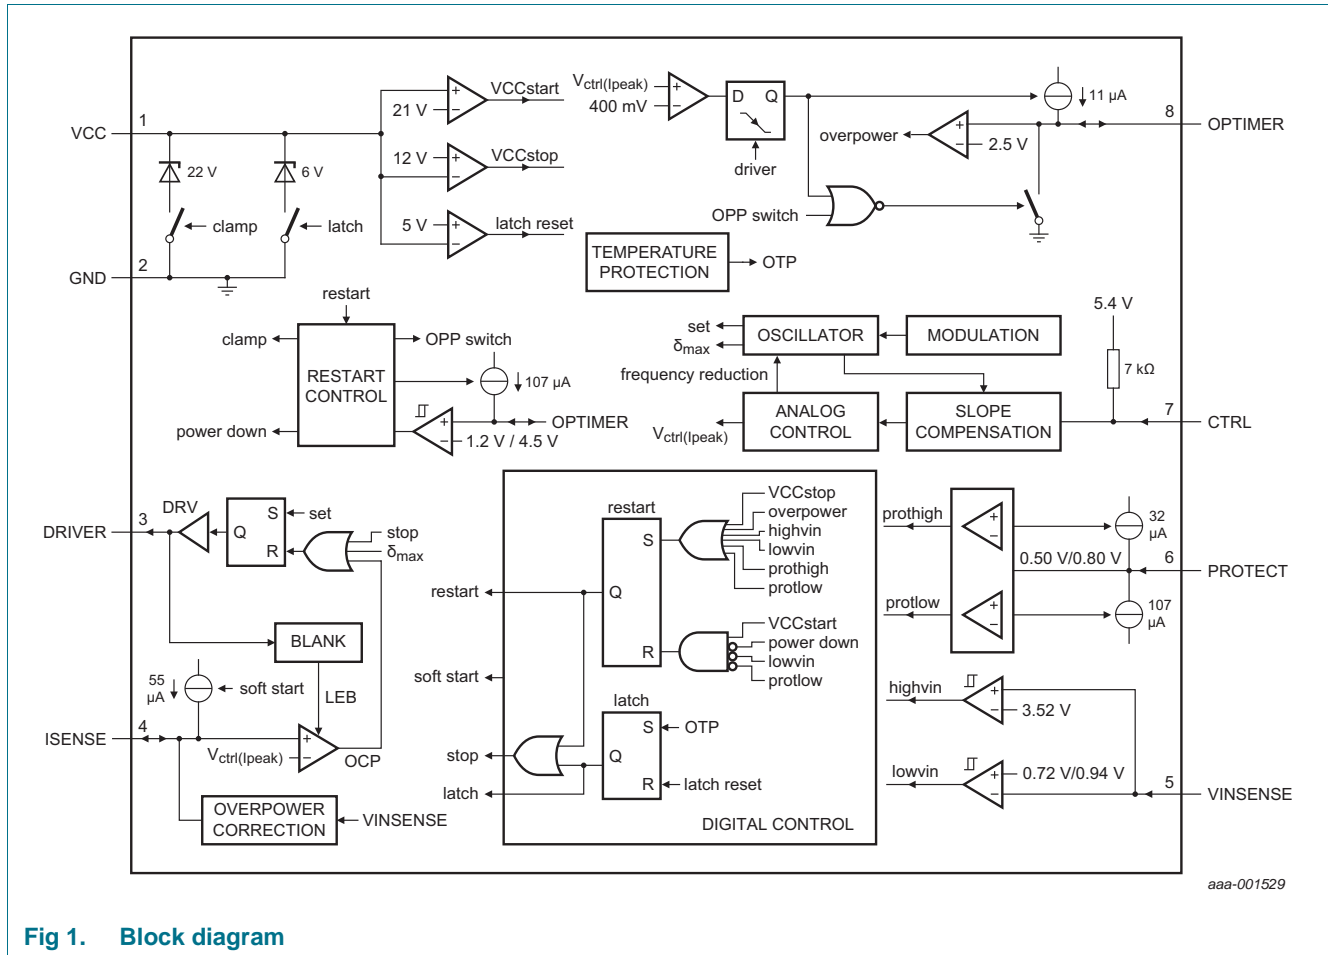 VCC
1
22 V
6 V
clamp
latch
GND
2
21 V
VCCstart
12 V
VCCstop
5 V
latch reset
Vctrl(Ipeak)
400 mV
D Q
driver
overpower
2.5 V
11 µA
8
OPTIMER
OPP switch
TEMPERATURE
PROTECTION
OTP
restart
clamp
RESTART
CONTROL
OPP switch
107 µA
OPTIMER
1.2 V / 4.5 V
power down
set
δmax
OSCILLATOR
MODULATION
frequency reduction
5.4 V
7 kΩ
Vctrl(Ipeak)
ANALOG
CONTROL
SLOPE
COMPENSATION
7
CTRL
DRIVER
3
DRV
Q
S
R
set
stop
δmax
BLANK
LEB
55
µA
soft start
ISENSE
4
Vctrl(Ipeak)
OCP
OVERPOWER
CORRECTION
VINSENSE
restart
S
Q
R
VCCstop
overpower
highvin
lowvin
prothigh
protlow
VCCstart
power down
lowvin
protlow
restart
soft start
stop
latch
latch
S
Q
R
OTP
latch reset
DIGITAL CONTROL
prothigh
32
µA
0.50 V/0.80 V
6
PROTECT
protlow
107
µA
highvin
3.52 V
lowvin
0.72 V/0.94 V
5
VINSENSE
aaa-001529
Fig 1. Block diagram